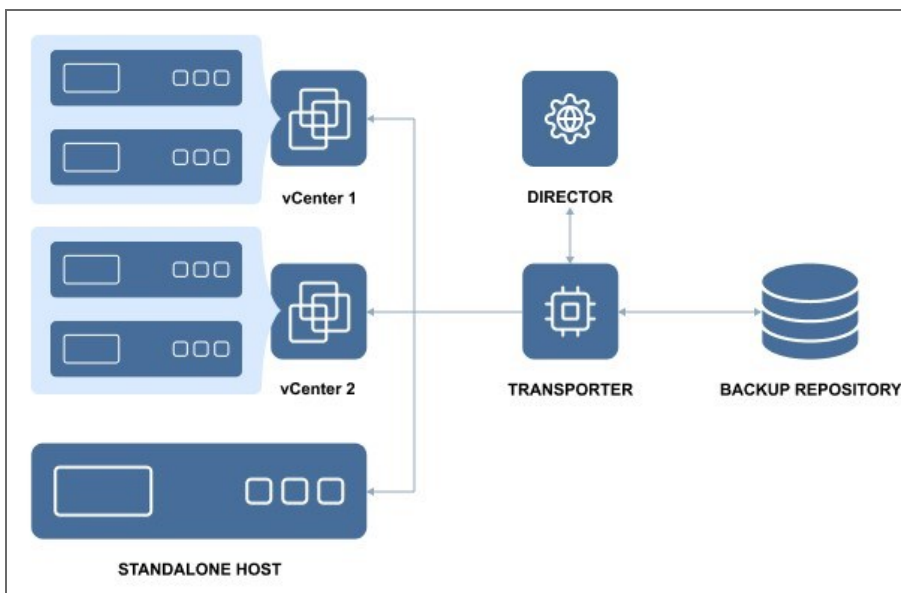 vCenter 1
DIRECTOR
vCenter 2
TRANSPORTER
BACKUP REPOSITORY
STANDALONE HOST